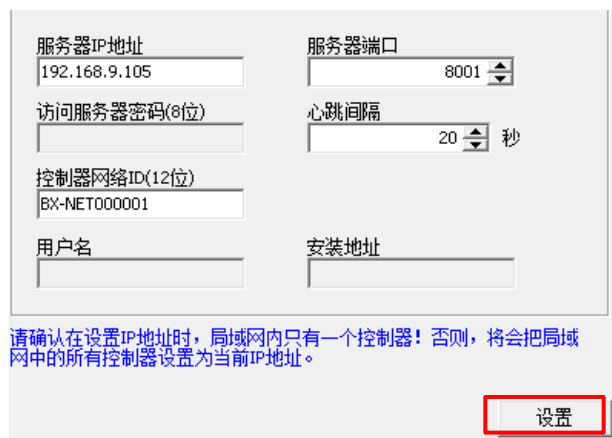 服务器IP地址 服务器端口
192.168.9.105 8001
访问服务器密码(8位) 心跳间隔
20 秒
控制器网络ID(12位)
BX-NET000001
用户名 安装地址
请确认在设置IP地址时，局域网内只有一个控制器！否则，将会把局域
网中的所有控制器设置为当前IP地址。
设置